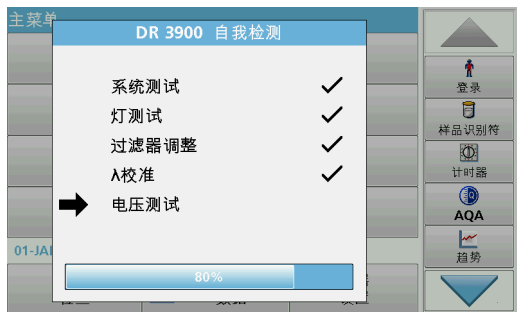 主菜单
DR 3900 自我检测
系统测试
灯测试
过滤器调整
λ校准
电压测试
80%
01-JAN
登录
样品识别符
计时器
AQA
趋势